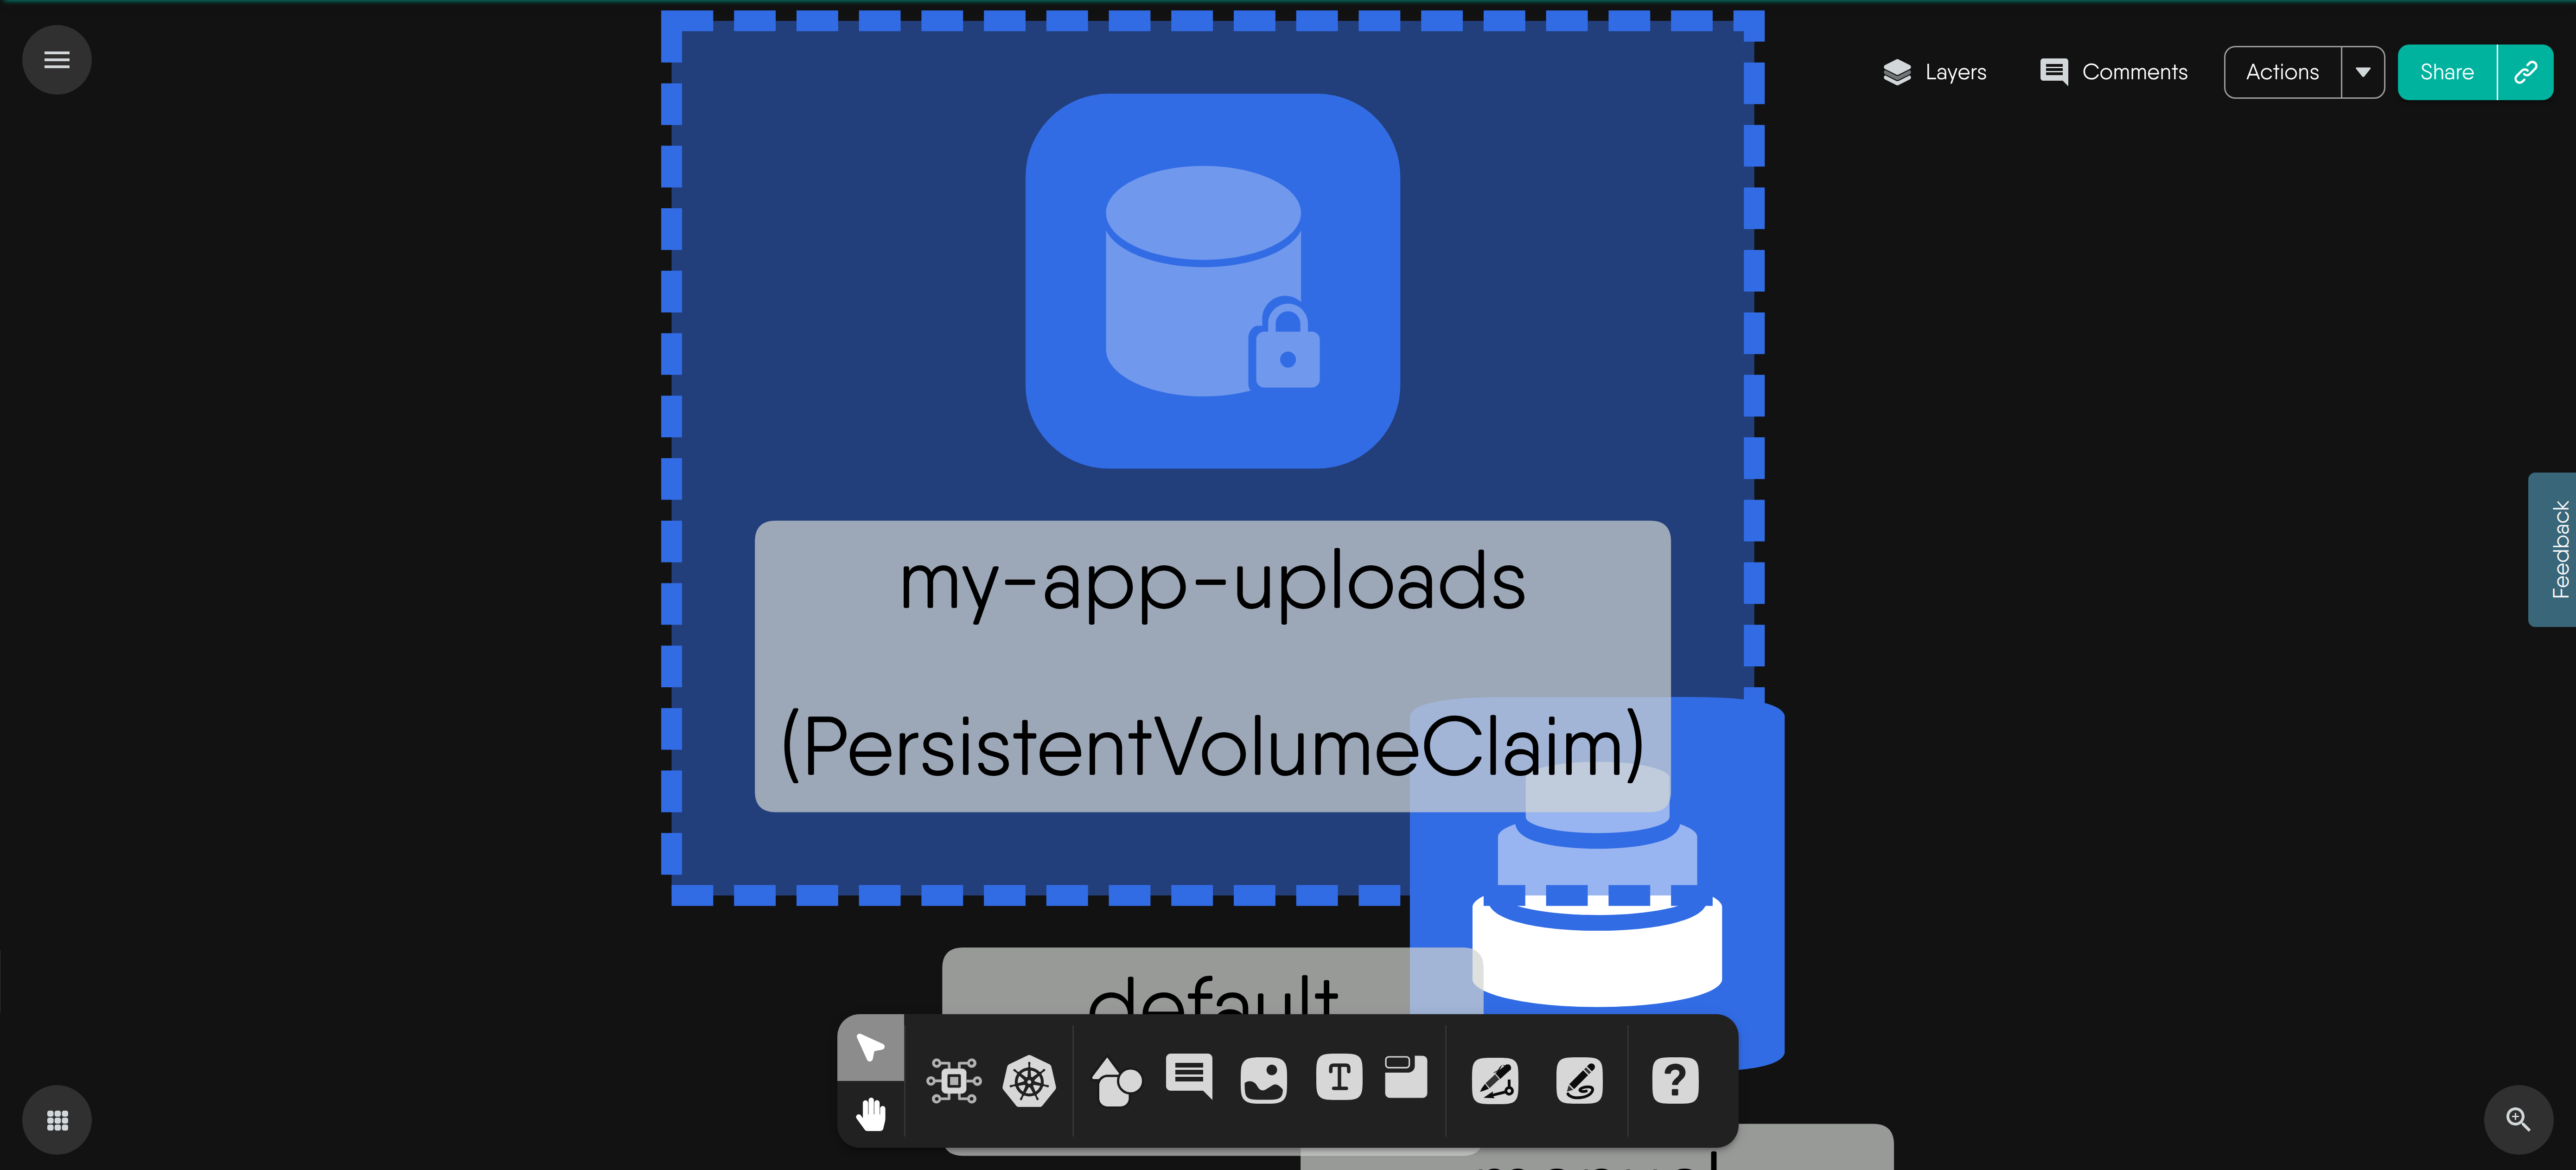 Layers
Comments
Actions
Share
Feedback
my-app-uploads
(PersistentVolumeClaim)
default
T
?